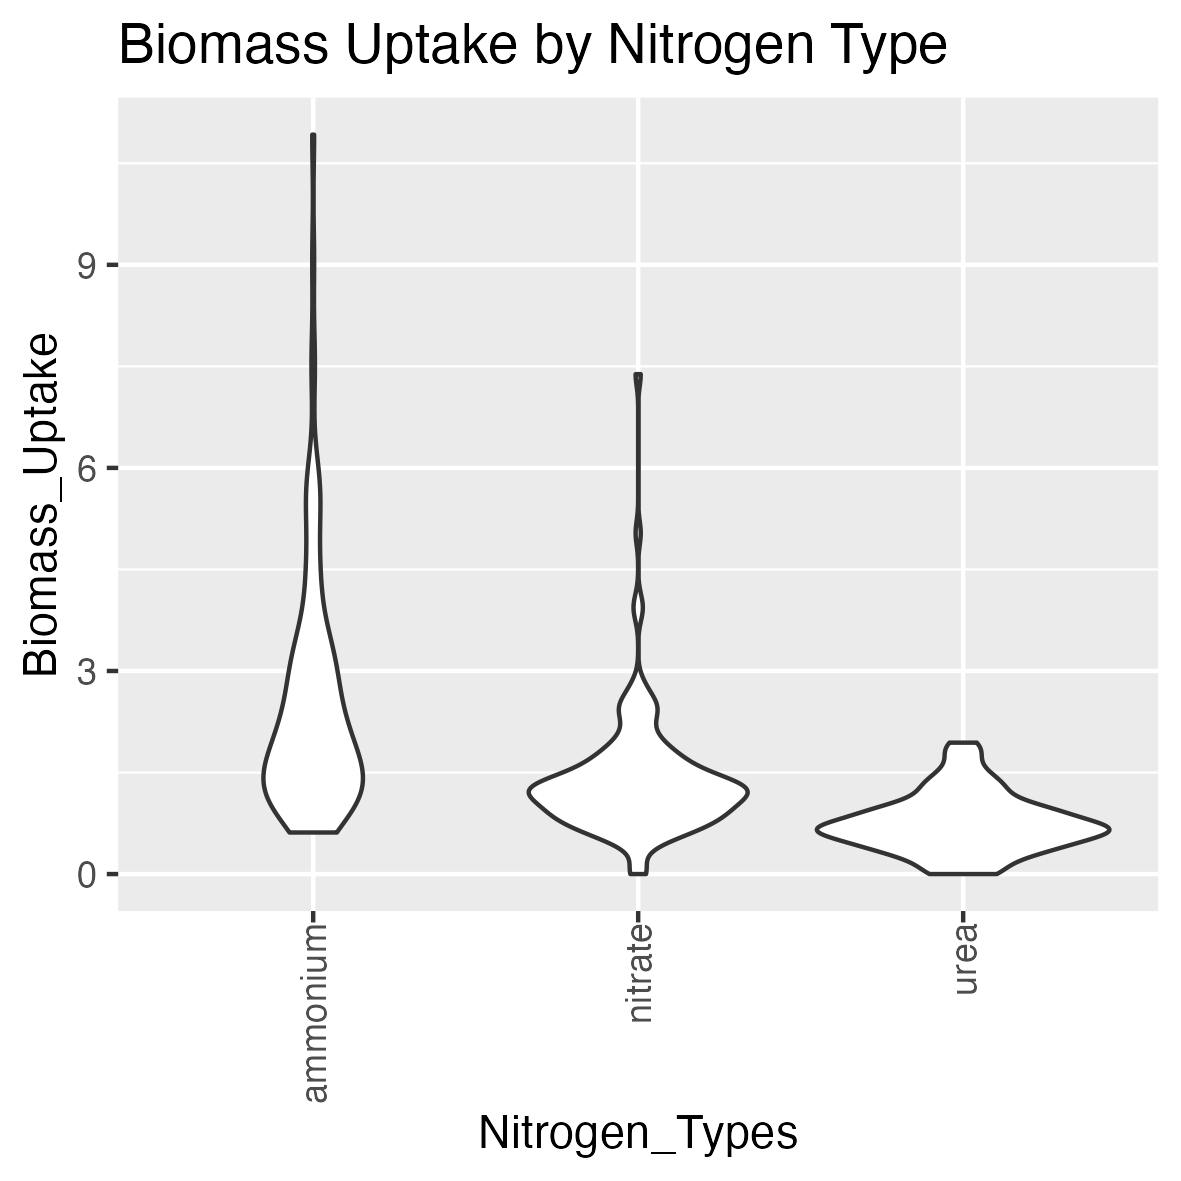 Biomass Uptake by Nitrogen Type
Biomass_Uptake
9
6
3
0
ammonium
nitrate
urea
Nitrogen_Types